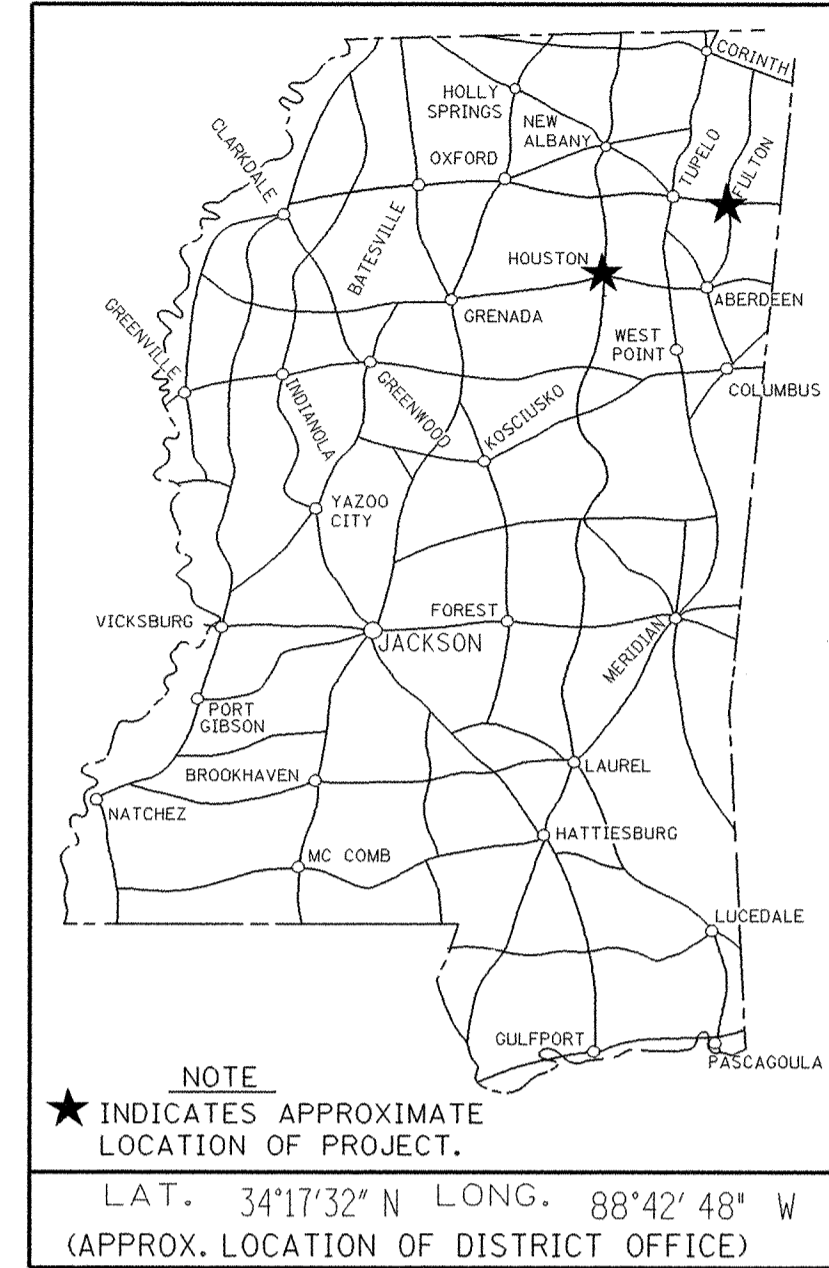 CORINTH
HOLLY
SPRINGS
NEW
ALBANY
CLARKDALE
OXFORD
TUPELO
FULTON
BATESVILLE
HOUSTON
ABERDEEN
GRENADA
GREENVILLE
WEST
POINT
INDIANOLA
GREENWOOD
KOSCIUSKO
COLUMBUS
YAZOO
CITY
VICKSBURG
FOREST
JACKSON
MERIDIAN
PORT
GIBSON
BROOKHAVEN
LAUREL
NATCHEZ
HATTIESBURG
MC COMB
LUCEDALE
GULFPORT
PASCAGOULA
NOTE
INDICATES APPROXIMATE
LOCATION OF PROJECT.
LAT. 34°17'32" N LONG. 88°42' 48" W
(APPROX. LOCATION OF DISTRICT OFFICE)